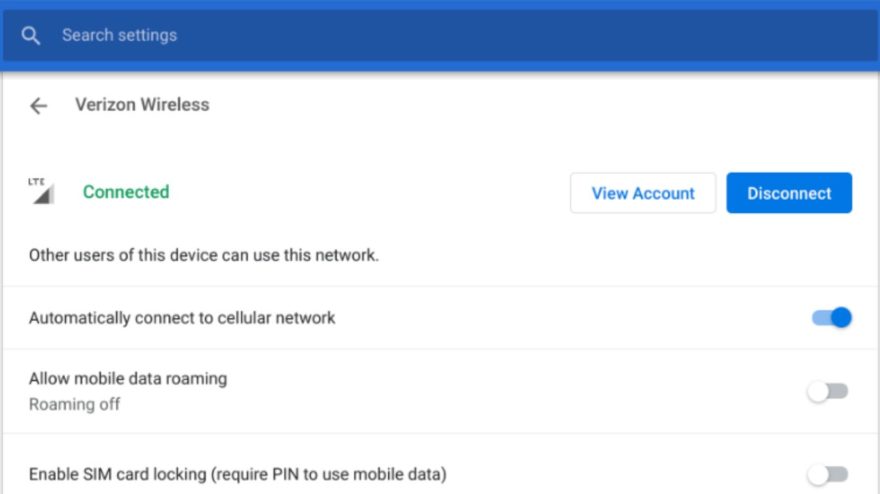 Search settings
Verizon Wireless
LTE
Connected
View Account
Disconnect
Other users of this device can use this network.
Automatically connect to cellular network
Allow mobile data roaming
Roaming off
Enable SIM card locking (require PIN to use mobile data)